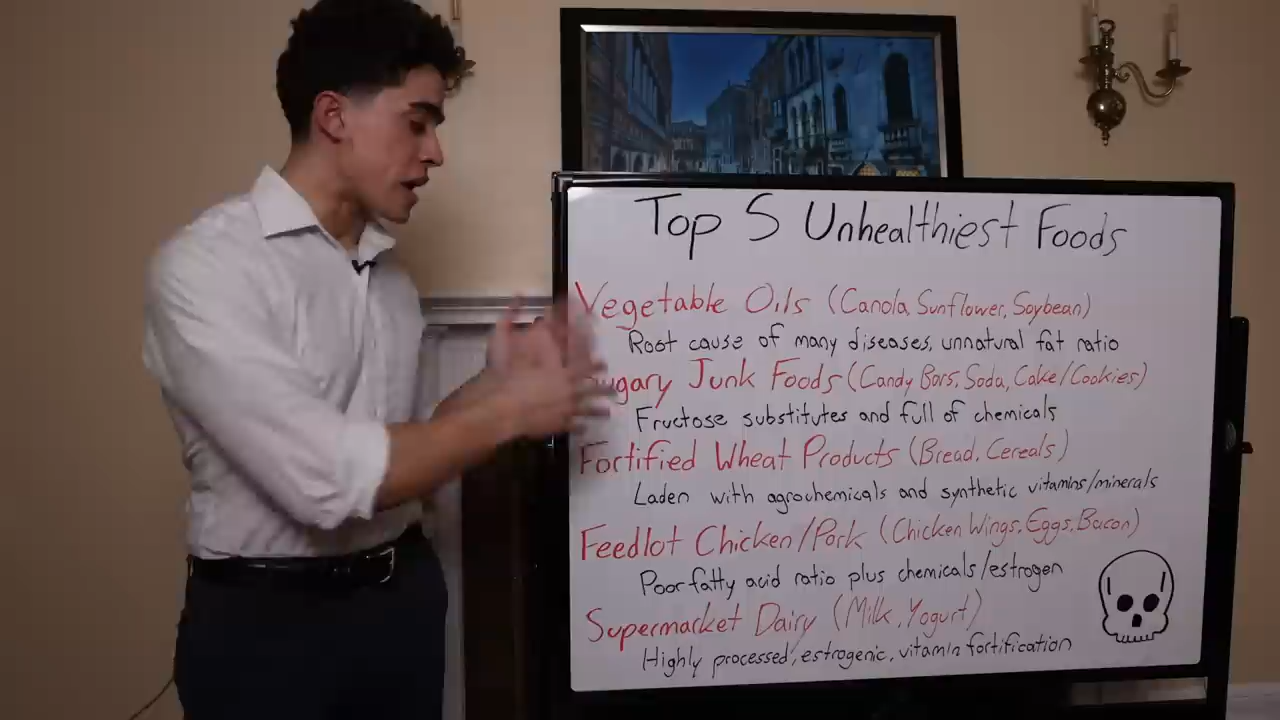 Top 5 Unhealthiest Foods
Vegetable Oils (Canola, Sunflower, Soybean)
Root cause of many diseases, unnatural fat ratio
Sugary Junk Foods (Candy Bars, Soda, Cake/Cookies)
Fructose substitutes and full of chemicals
Fortified Wheat Products (Bread, Cereals)
Laden with agrochemicals and synthetic vitamins/minerals
Feedlot Chicken/Pork (Chicken Wings, Eggs, Bacon)
Poor fatty acid ratio plus chemicals/estrogen
Supermarket Dairy (Milk, Yogurt)
Highly processed, estrogenic, vitamin fortification